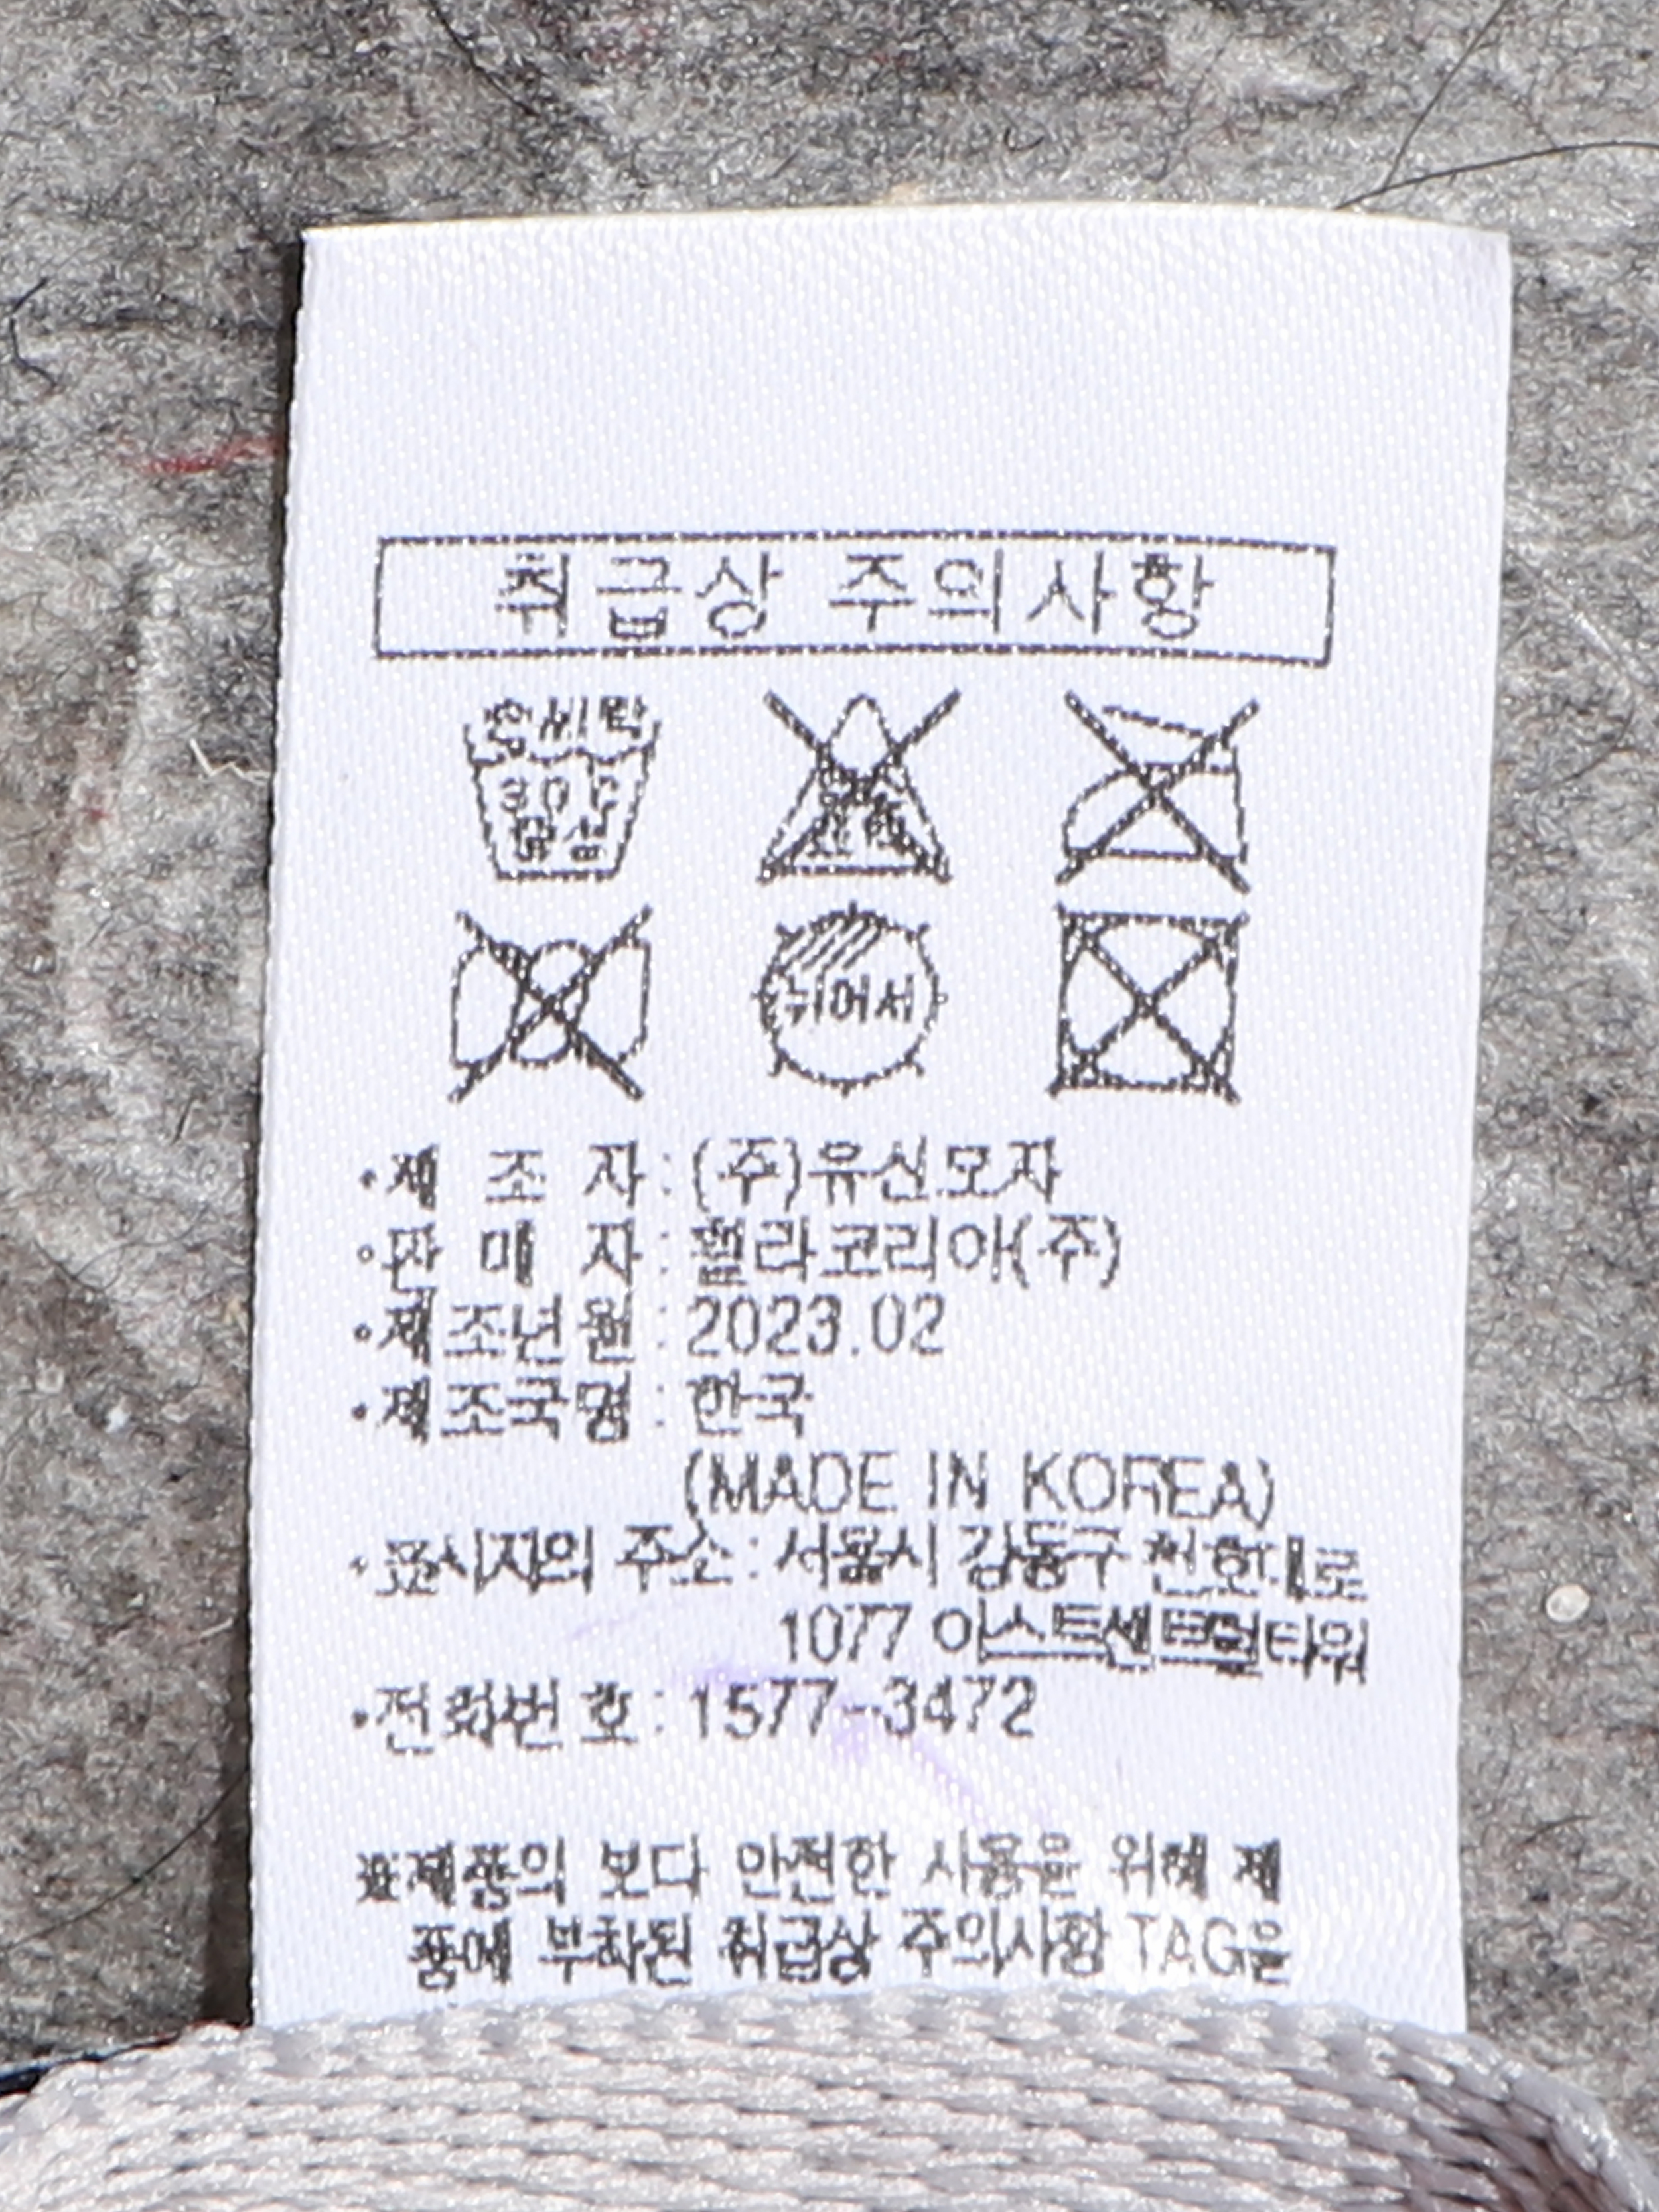 취급상 주의사항
손세탁
30℃
중성
염소
뉘어서
·제 조 자 : (주)유신모자
·판 매 자 : 휠라코리아(주)
·제조년월 : 2023.02
·제조국명 : 한국
(MADE IN KOREA)
·표시자의 주소 : 서울시 강동구 천호대로
1077 이스트센트럴타워
·전화번호 : 1577-3472
※제품의 보다 안전한 사용을 위해 제
품에 부착된 취급상 주의사항 TAG을